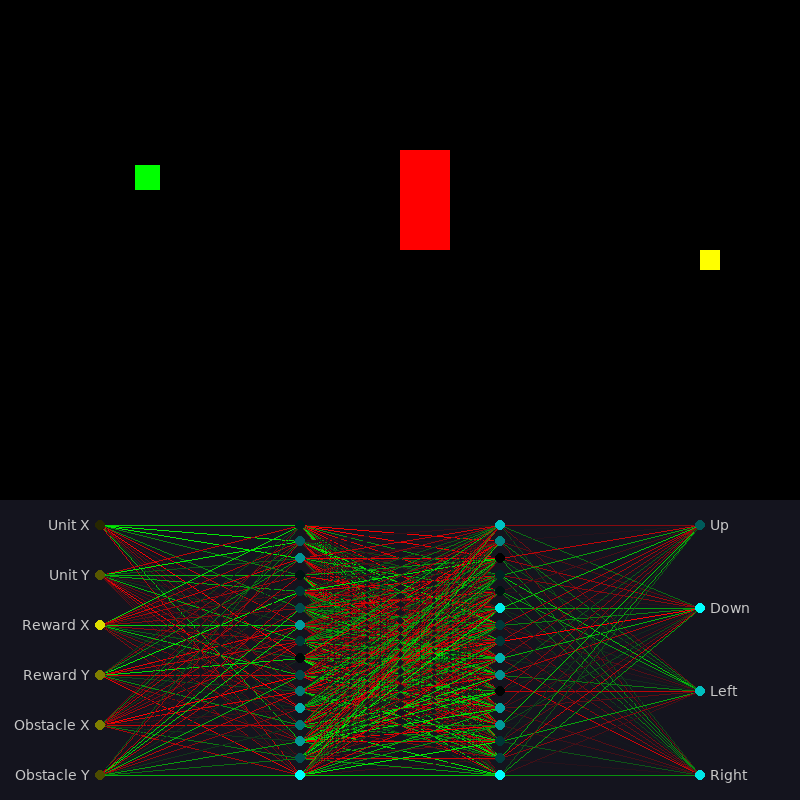 Unit X
Unit Y
Reward X
Reward Y
Obstacle X
Obstacle Y
Up
Down
Left
Right